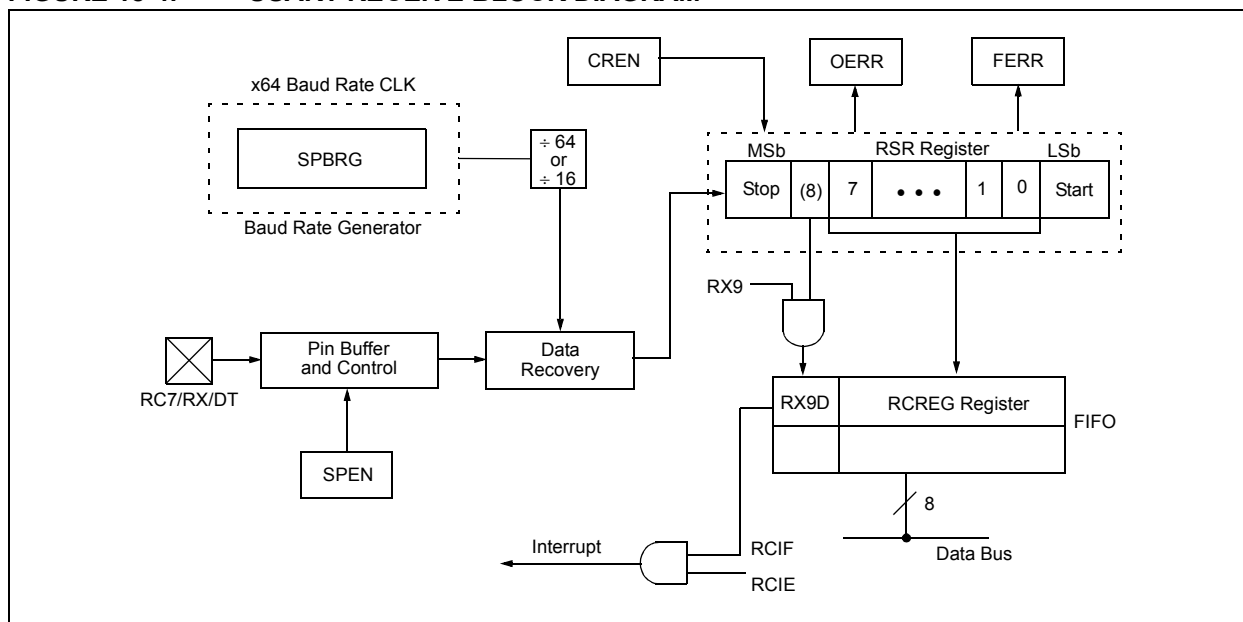 CREN
OERR
FERR
x64 Baud Rate CLK
SPBRG
÷ 64
or
÷ 16
Baud Rate Generator
MSb
RSR Register
LSb
Stop
(8)
7
• • •
1
0
Start
RX9
Pin Buffer
and Control
Data
Recovery
RC7/RX/DT
SPEN
RX9D
RCREG Register
FIFO
8
Data Bus
Interrupt
RCIF
RCIE